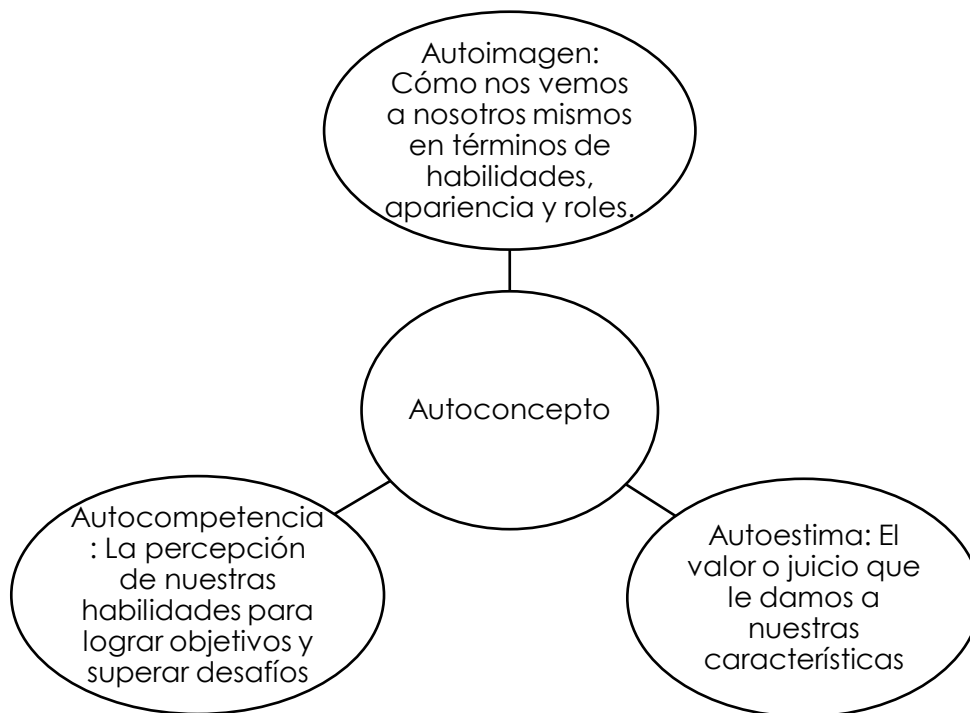 Autoimagen:
Cómo nos vemos
a nosotros mismos
en términos de
habilidades,
apariencia y roles.
Autoconcepto
Autocompetencia
: La percepción
de nuestras
habilidades para
lograr objetivos y
superar desafíos
Autoestima: El
valor o juicio que
le damos a
nuestras
características